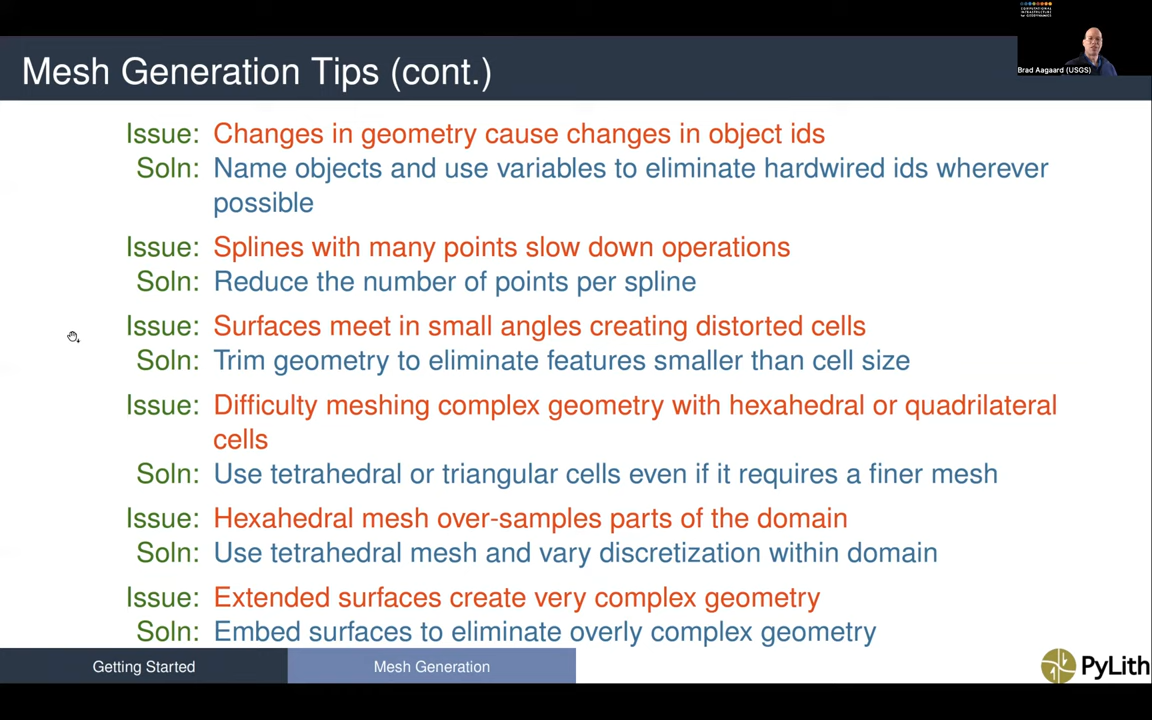 COMPUTATIONAL
INFRASTRUCTURE
for GEODYNAMICS
Brad Aagaard (USGS)
Mesh Generation Tips (cont.)
Issue: Changes in geometry cause changes in object ids
Soln: Name objects and use variables to eliminate hardwired ids wherever
possible
Issue: Splines with many points slow down operations
Soln: Reduce the number of points per spline
Issue: Surfaces meet in small angles creating distorted cells
Soln: Trim geometry to eliminate features smaller than cell size
Issue: Difficulty meshing complex geometry with hexahedral or quadrilateral
cells
Soln: Use tetrahedral or triangular cells even if it requires a finer mesh
Issue: Hexahedral mesh over-samples parts of the domain
Soln: Use tetrahedral mesh and vary discretization within domain
Issue: Extended surfaces create very complex geometry
Soln: Embed surfaces to eliminate overly complex geometry
Getting Started
Mesh Generation
PyLith